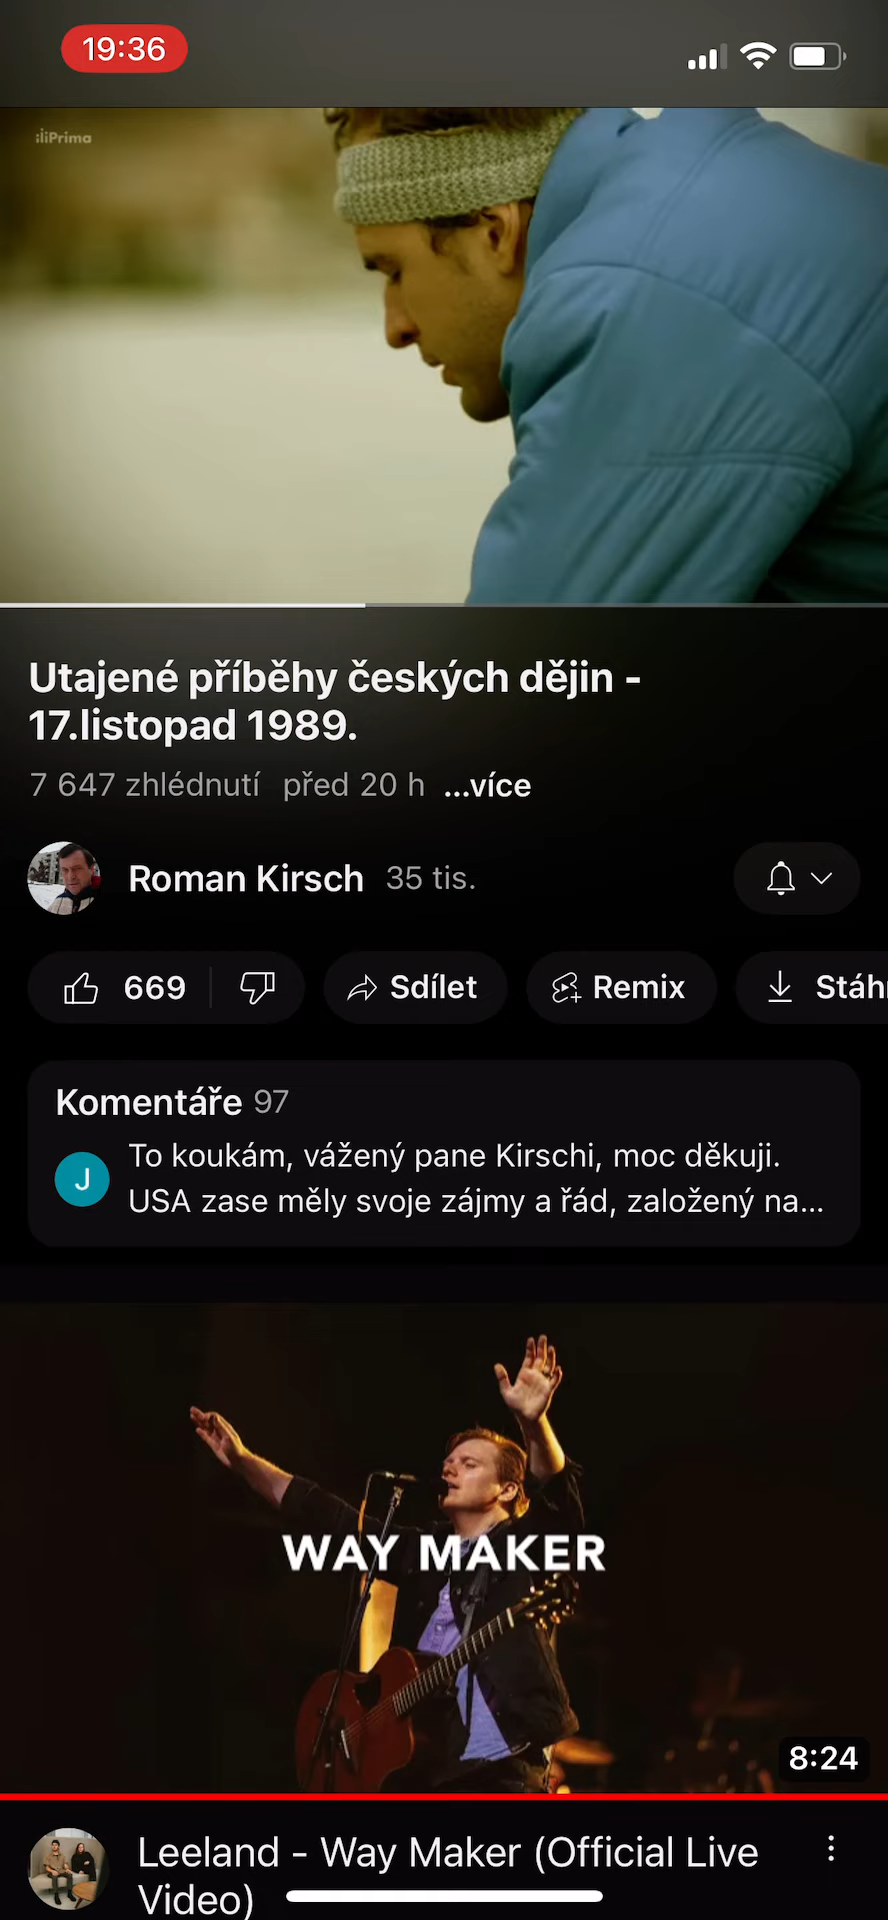 19:36
iPrima
Utajené příběhy českých dějin -
17.listopad 1989.
7 647 zhlédnutí před 20 h ...více
Roman Kirsch 35 tis.
669 Sdílet Remix Stáh
Komentáře 97
J
To koukám, vážený pane Kirschi, moc děkuji.
USA zase měly svoje zájmy a řád, založený na...
WAY MAKER
8:24
Leeland - Way Maker (Official Live
Video)